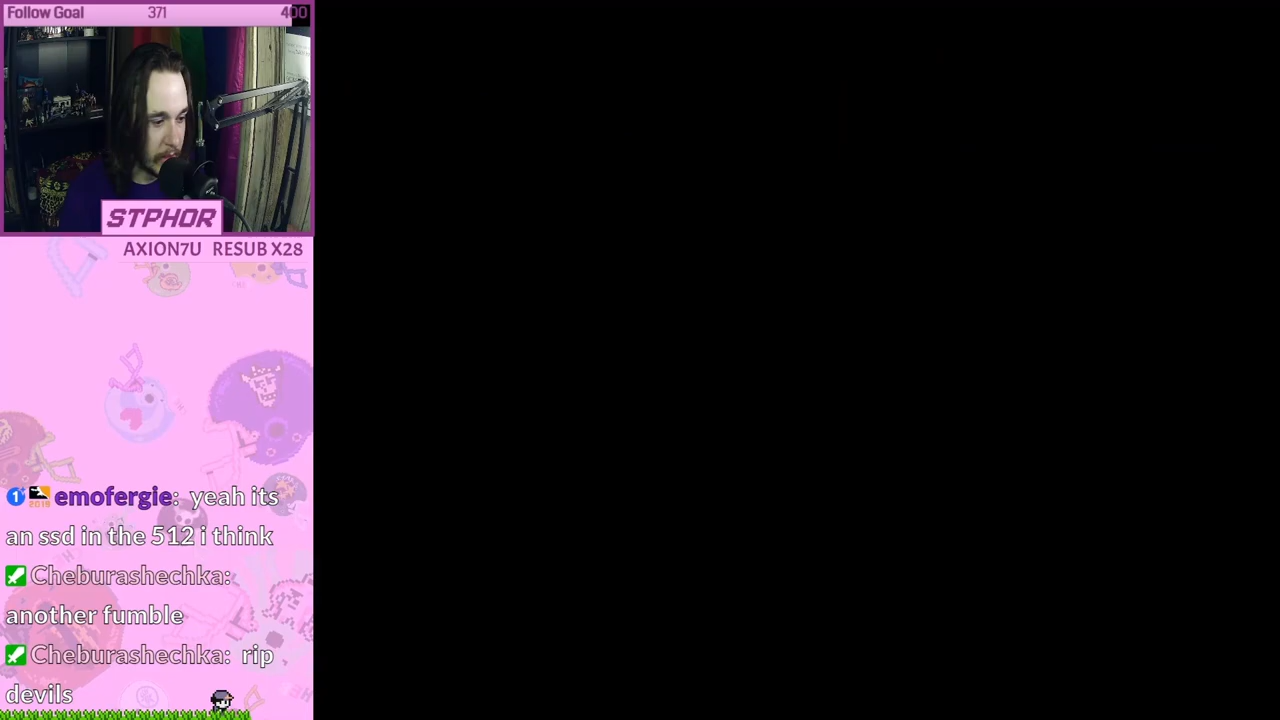 Follow Goal 371 400
STPHOR
AXION7U RESUB X28
emofergie: yeah its
an ssd in the 512 i think
Cheburashechka:
another fumble
Cheburashechka: rip
devils